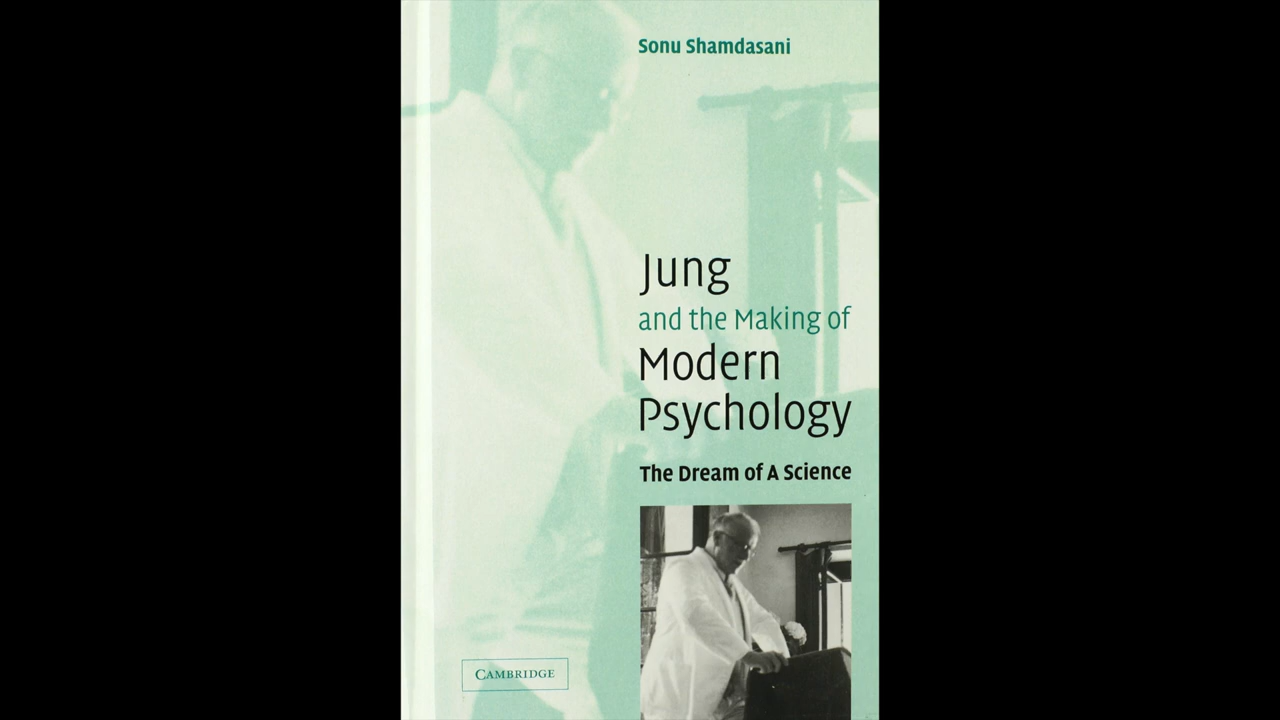 Sonu Shamdasani
Jung
and the Making of
Modern
Psychology
The Dream of A Science
CAMBRIDGE